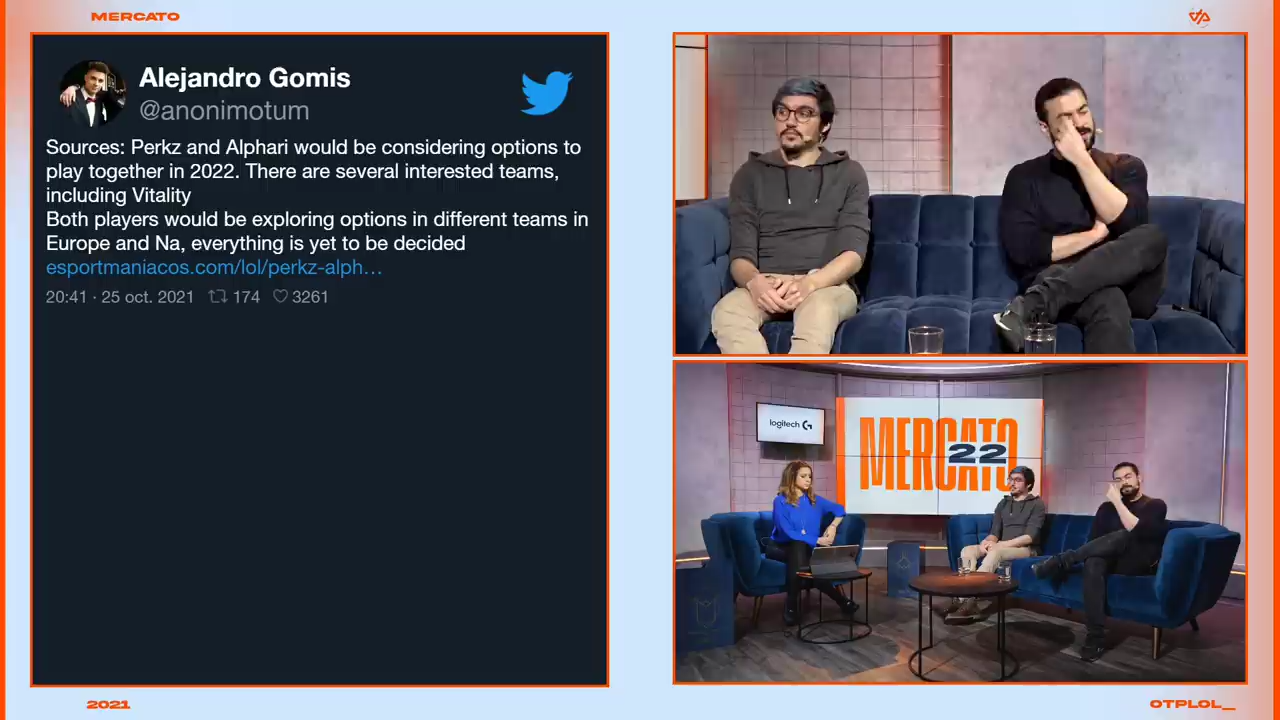 MERCATO
Alejandro Gomis
@anonimotum
Sources: Perkz and Alphari would be considering options to
play together in 2022. There are several interested teams,
including Vitality
Both players would be exploring options in different teams in
Europe and Na, everything is yet to be decided
esportmaniacos.com/lol/perkz-alph…
20:41 · 25 oct. 2021 174 3261
logitech G
MERCATO
22
2021
OTPLOL_